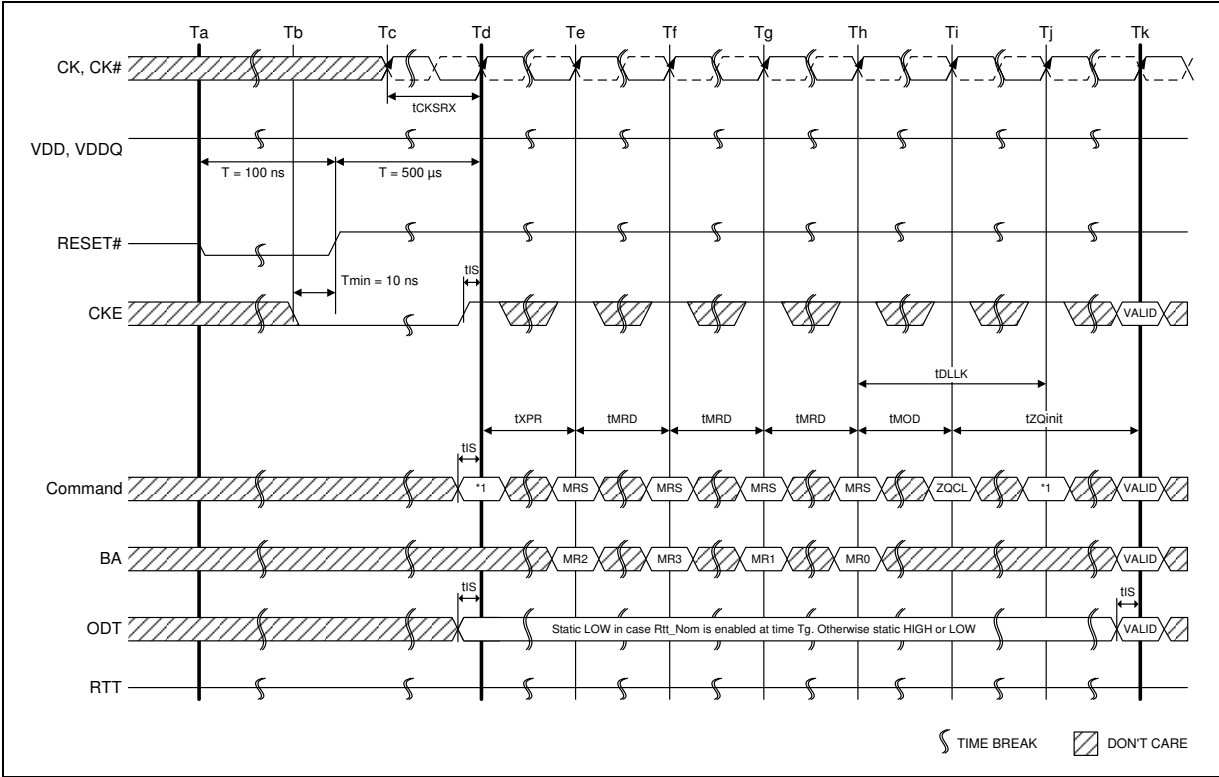 Ta Tb Tc Td Te Tf Tg Th Ti Tj Tk
CK, CK#
tCKSRX
VDD, VDDQ
T = 100 ns T = 500 µs
RESET#
Tmin = 10 ns tIS
CKE VALID
tDLLK
tXPR tMRD tMRD tMRD tMOD tZQinit
tIS
Command *1 MRS MRS MRS MRS ZQCL *1 VALID
BA MR2 MR3 MR1 MR0 VALID
tIS tIS
ODT Static LOW in case Rtt_Nom is enabled at time Tg. Otherwise static HIGH or LOW VALID
RTT
TIME BREAK DON'T CARE